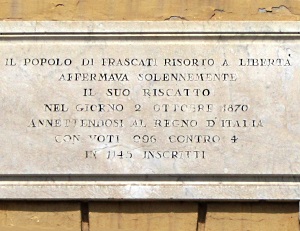 IL POPOLO DI FRASCATI RISORTO A LIBERTÀ
AFFERMAVA SOLENNEMENTE
IL SUO RISCATTO
NEL GIORNO 2 OTTOBRE 1870
ANNETTENDOSI AL REGNO D'ITALIA
CON VOTI 996 CONTRO 4
IN 1145 INSCRITTI